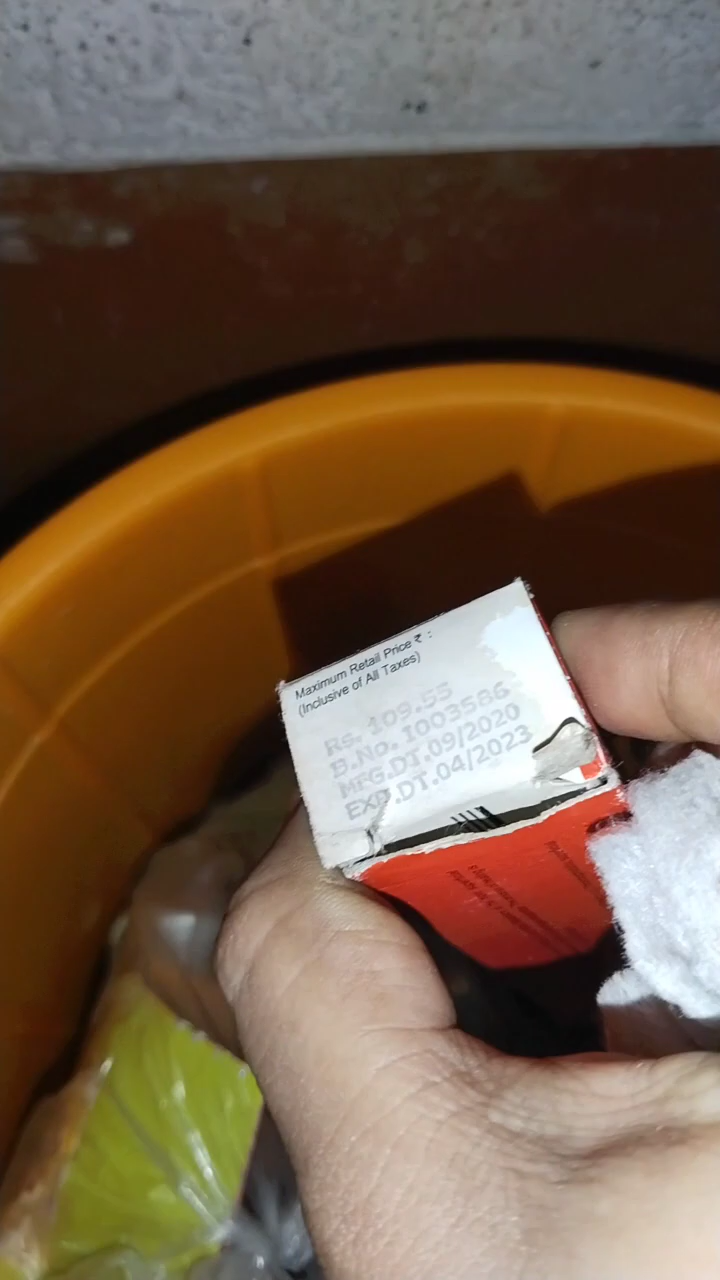 Maximum Retail Price ₹ :
(Inclusive of All Taxes)
Rs. 109.55
B.No. 1003586
MFG.DT.09/2020
EXP.DT.04/2023